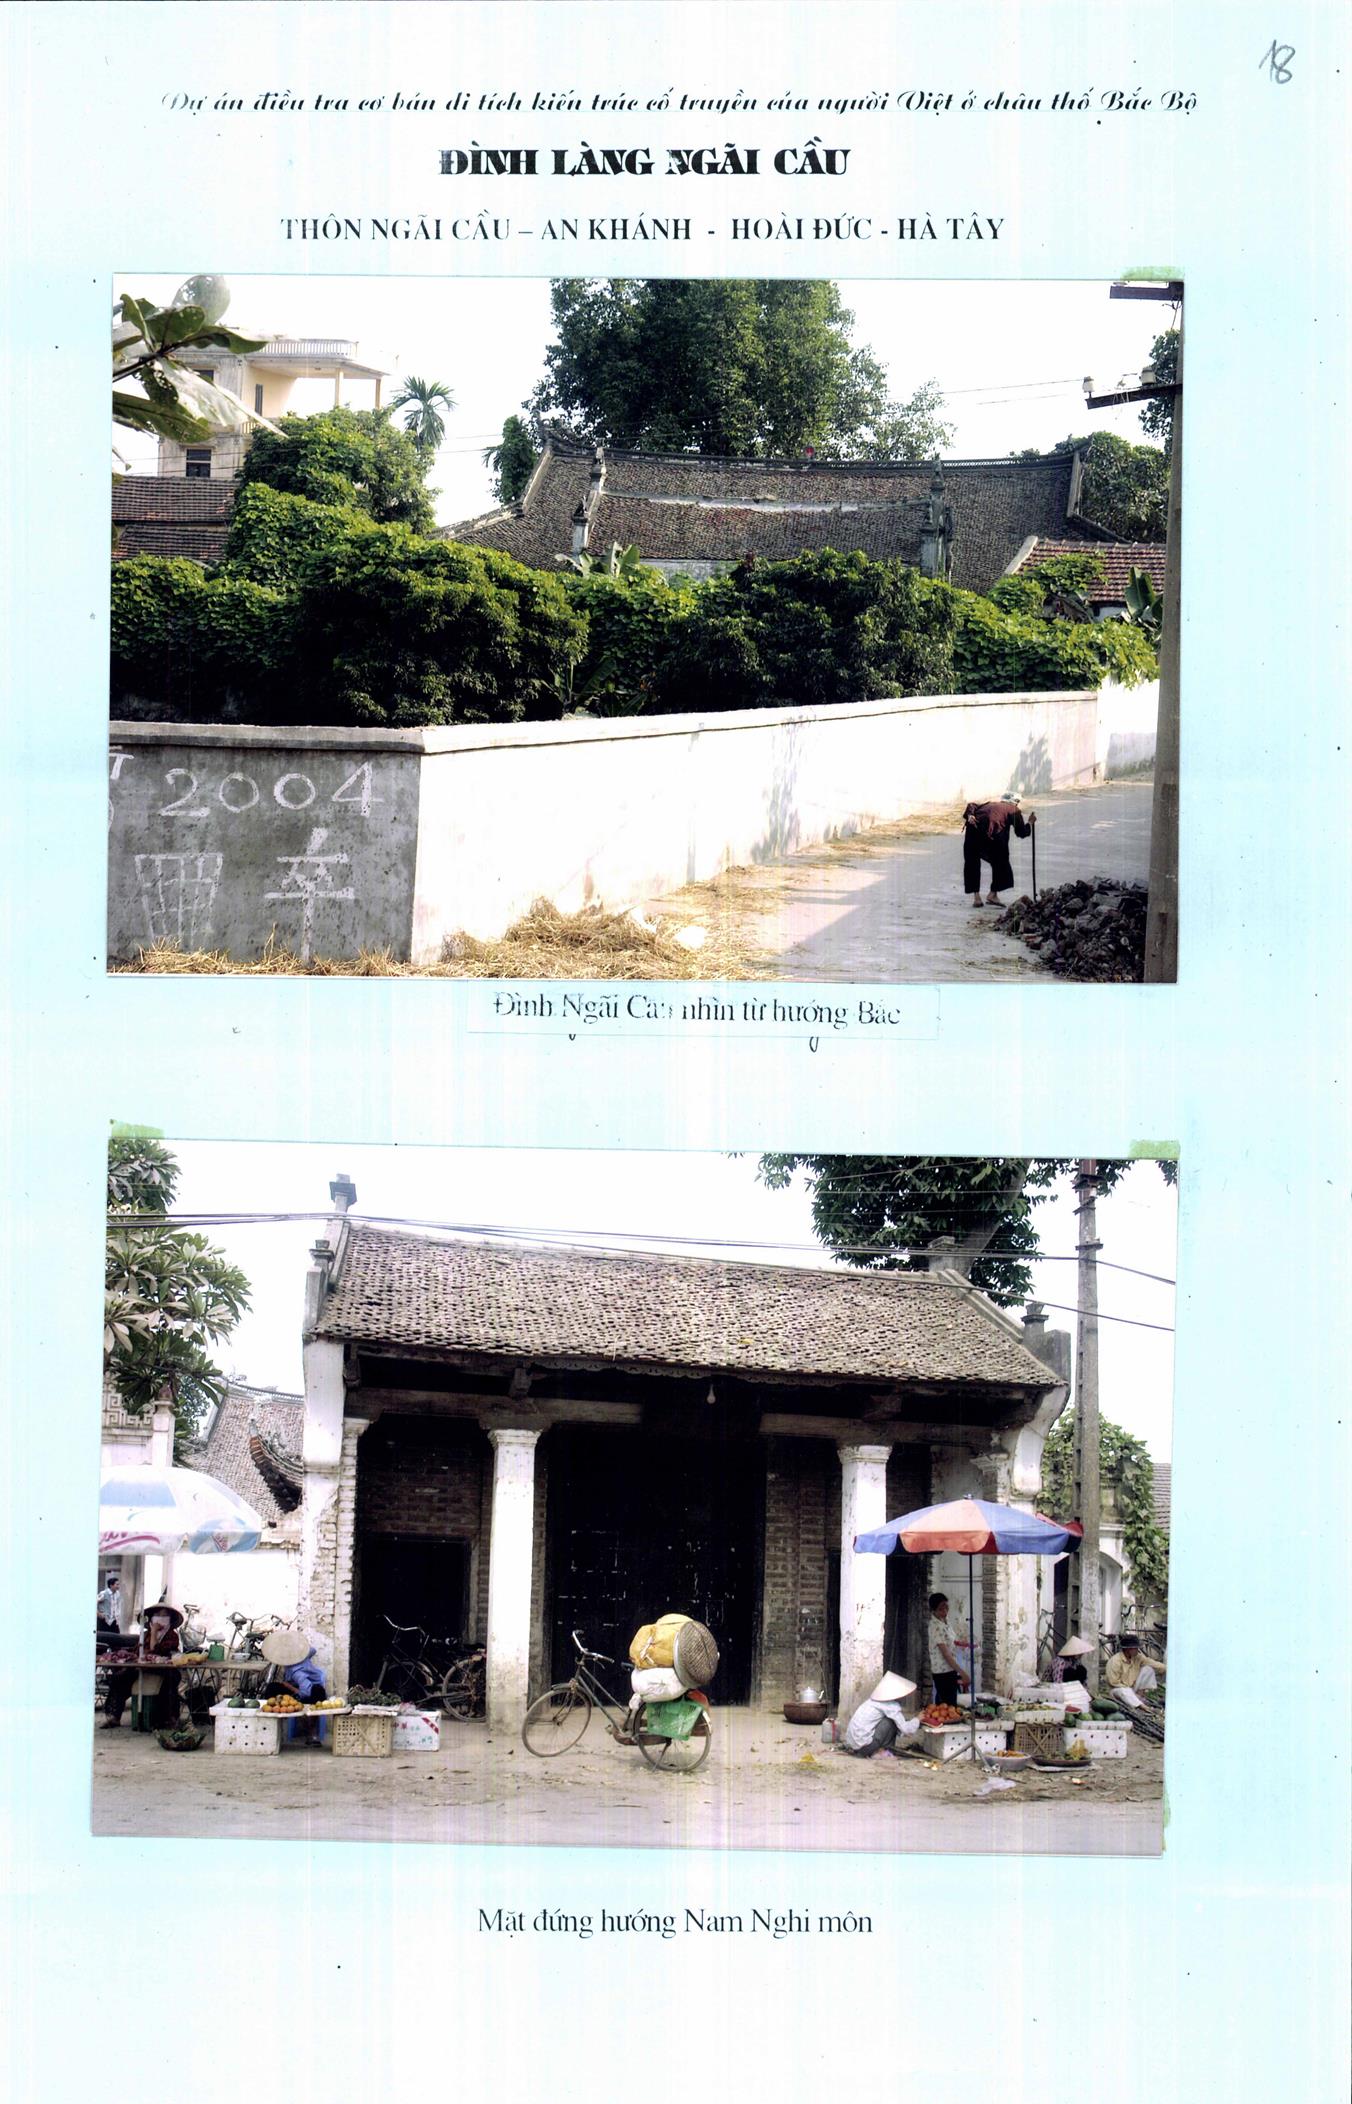 18
Dự án điều tra cơ bản di tích kiến trúc cổ truyền của người Việt ở châu thổ Bắc Bộ
ĐÌNH LÀNG NGÃI CẦU
THÔN NGÃI CẦU – AN KHÁNH - HOÀI ĐỨC - HÀ TÂY
2004
卒
Đình Ngãi Cầu nhìn từ hướng Bắc
Mặt đứng hướng Nam Nghi môn